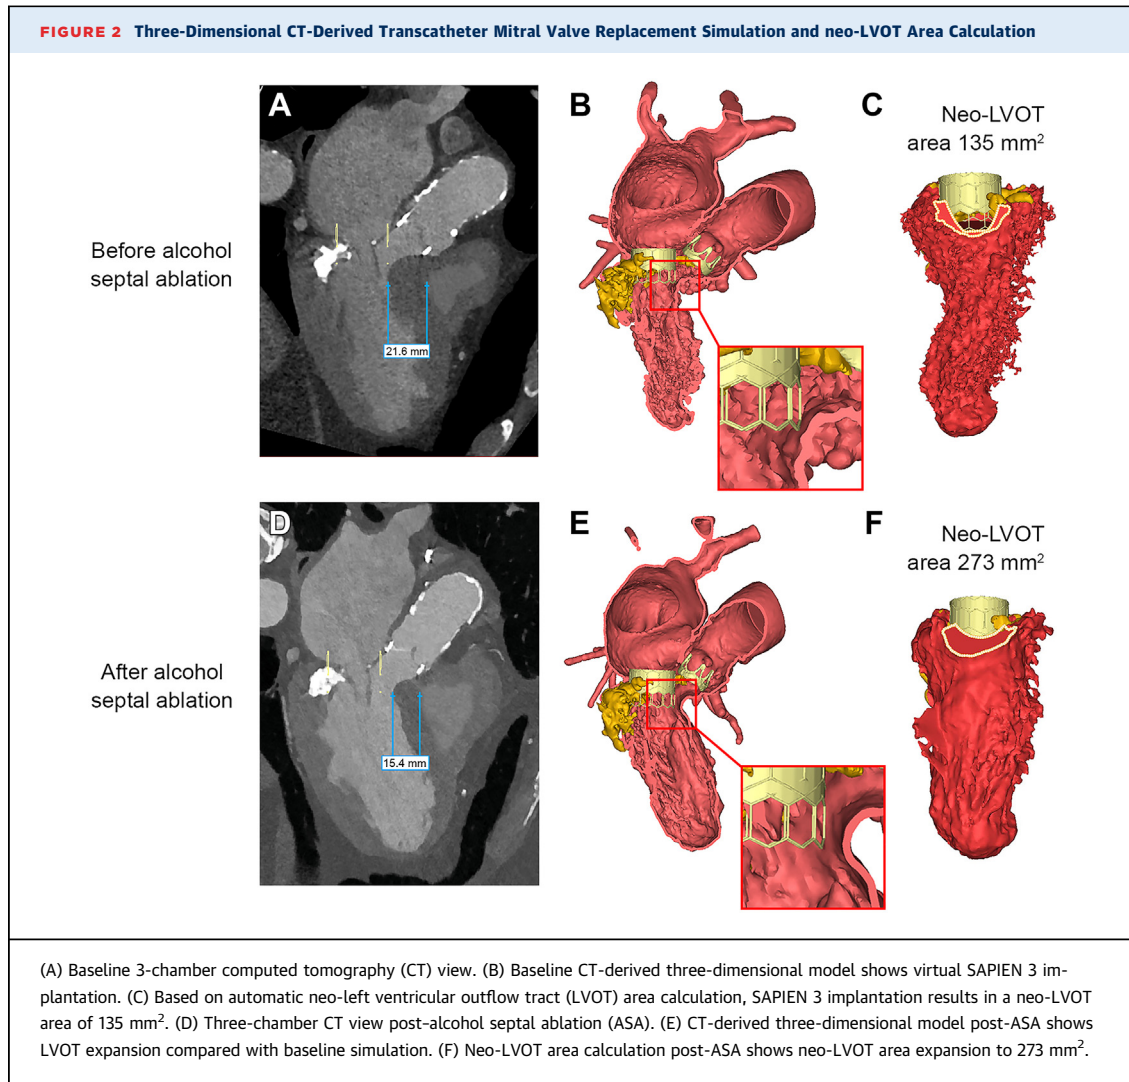 FIGURE 2 Three-Dimensional CT-Derived Transcatheter Mitral Valve Replacement Simulation and neo-LVOT Area Calculation
A
B
C
Neo-LVOT
area 135 mm²
Before alcohol
septal ablation
21.6 mm
D
E
F
Neo-LVOT
area 273 mm²
After alcohol
septal ablation
15.4 mm
(A) Baseline 3-chamber computed tomography (CT) view. (B) Baseline CT-derived three-dimensional model shows virtual SAPIEN 3 im-
plantation. (C) Based on automatic neo-left ventricular outflow tract (LVOT) area calculation, SAPIEN 3 implantation results in a neo-LVOT
area of 135 mm². (D) Three-chamber CT view post–alcohol septal ablation (ASA). (E) CT-derived three-dimensional model post-ASA shows
LVOT expansion compared with baseline simulation. (F) Neo-LVOT area calculation post-ASA shows neo-LVOT area expansion to 273 mm².